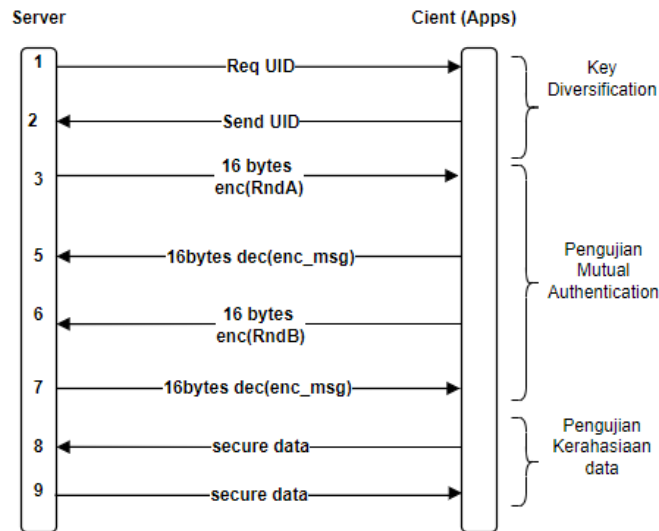 Server
Cient (Apps)
1
Req UID
Key
Diversification
2
Send UID
3
16 bytes
enc(RndA)
5
16bytes dec(enc_msg)
Pengujian
Mutual
Authentication
6
16 bytes
enc(RndB)
7
16bytes dec(enc_msg)
8
secure data
Pengujian
Kerahasiaan
data
9
secure data